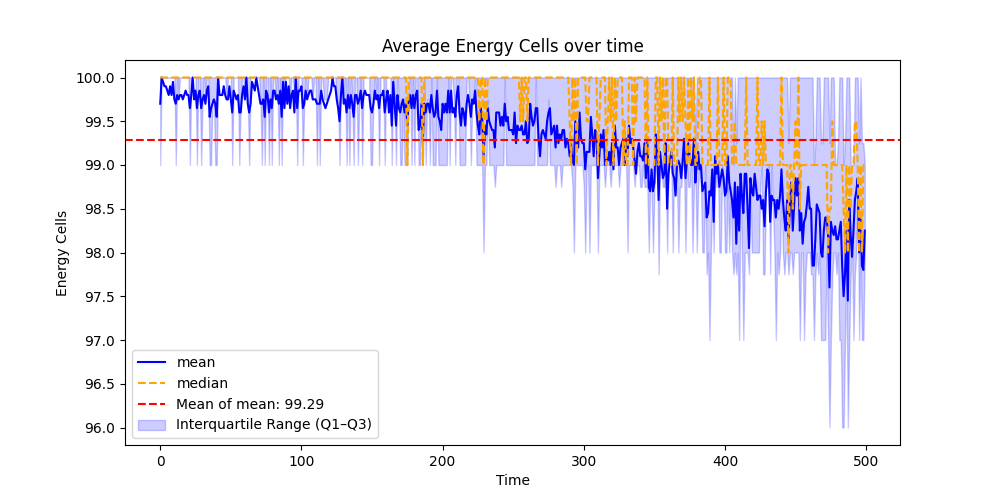 Average Energy Cells over time
Energy Cells
100.0
99.5
99.0
98.5
98.0
97.5
97.0
96.5
96.0
mean
median
Mean of mean: 99.29
Interquartile Range (Q1–Q3)
0
100
200
300
400
500
Time